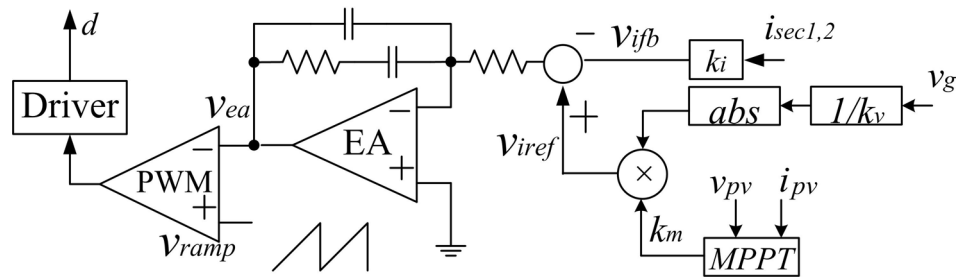 d
Driver
PWM
−
+
v_ramp
v_ea
EA
−
+
−
+
v_ifb
k_i
i_sec1,2
v_iref
×
abs
1/k_v
v_g
k_m
v_pv
i_pv
MPPT